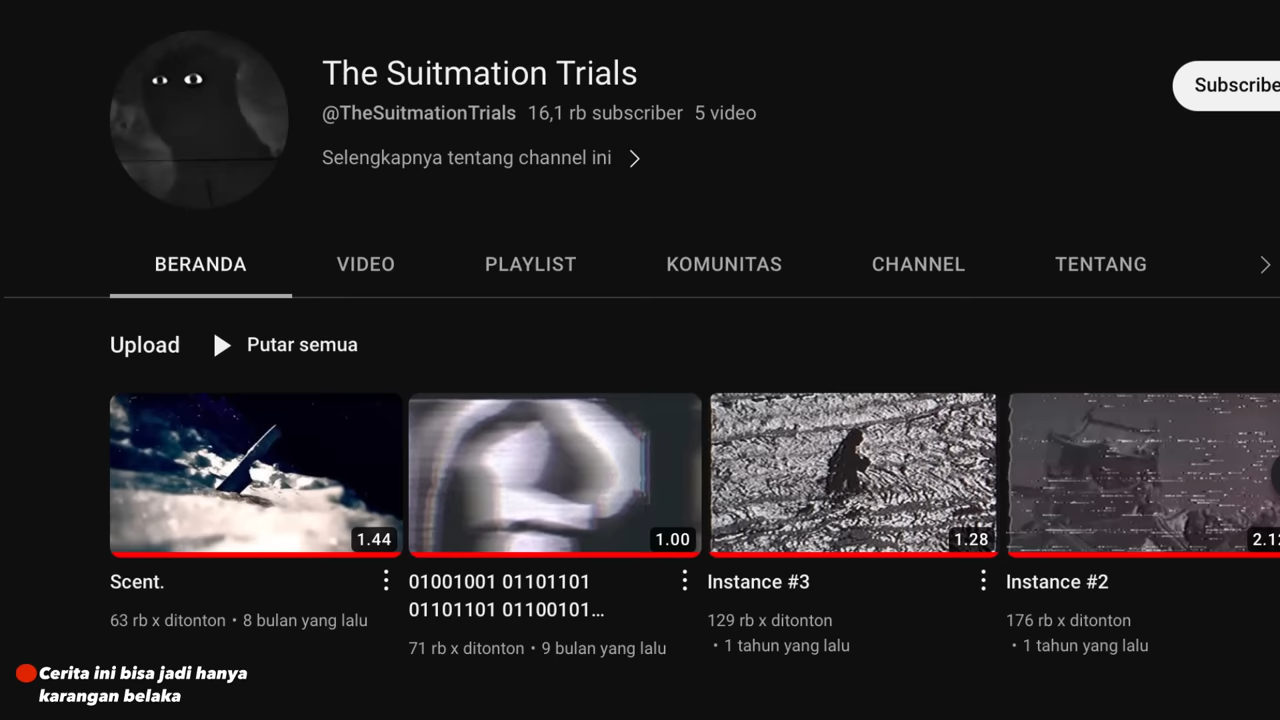 The Suitmation Trials
Subscribe
@TheSuitmationTrials 16,1 rb subscriber 5 video
Selengkapnya tentang channel ini
BERANDA VIDEO PLAYLIST KOMUNITAS CHANNEL TENTANG
Upload Putar semua
1.44 1.00 1.28 2.12
Scent. 01001001 01101101 Instance #3 Instance #2
01101101 01100101...
63 rb x ditonton • 8 bulan yang lalu 129 rb x ditonton 176 rb x ditonton
71 rb x ditonton • 9 bulan yang lalu • 1 tahun yang lalu • 1 tahun yang lalu
Cerita ini bisa jadi hanya
karangan belaka